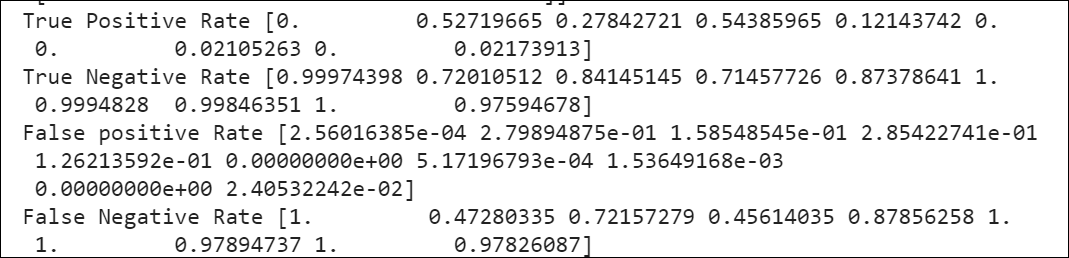 True Positive Rate [0.         0.52719665 0.27842721 0.54385965 0.12143742 0.
 0.         0.02105263 0.         0.02173913]
True Negative Rate [0.99974398 0.72010512 0.84145145 0.71457726 0.87378641 1.
 0.9994828  0.99846351 1.         0.97594678]
False positive Rate [2.56016385e-04 2.79894875e-01 1.58548545e-01 2.85422741e-01
 1.26213592e-01 0.00000000e+00 5.17196793e-04 1.53649168e-03
 0.00000000e+00 2.40532242e-02]
False Negative Rate [1.         0.47280335 0.72157279 0.45614035 0.87856258 1.
 1.         0.97894737 1.         0.97826087]